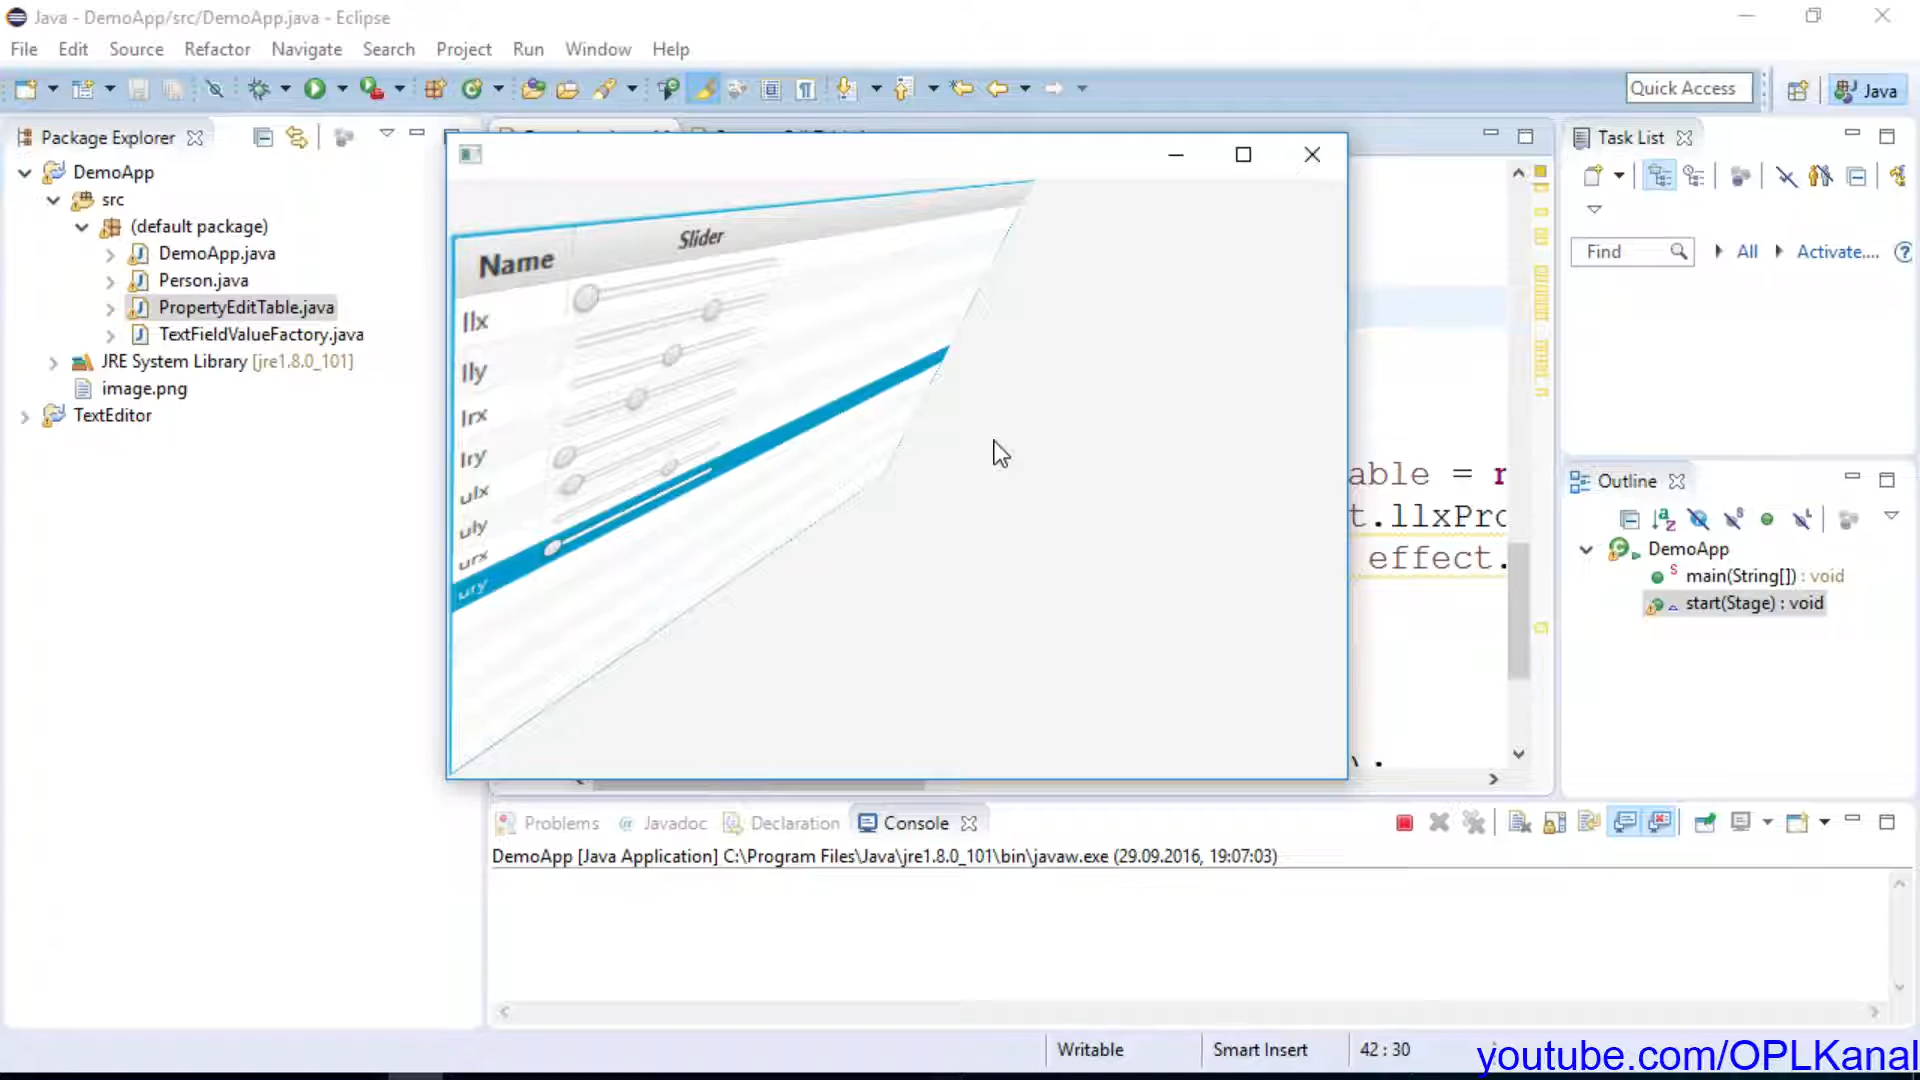 Java - DemoApp/src/DemoApp.java - Eclipse
File Edit Source Refactor Navigate Search Project Run Window Help
Quick Access
Java
Package Explorer
DemoApp
src
(default package)
DemoApp.java
Person.java
PropertyEditTable.java
TextFieldValueFactory.java
JRE System Library [jre1.8.0_101]
image.png
TextEditor
Name Slider
llx
lly
lrx
lry
ulx
uly
urx
ury
able = r
t.llxPro
effect.
Task List
Find
All
Activate....
Outline
DemoApp
main(String[]) : void
start(Stage) : void
Problems
Javadoc
Declaration
Console
DemoApp [Java Application] C:\Program Files\Java\jre1.8.0_101\bin\javaw.exe (29.09.2016, 19:07:03)
Writable
Smart Insert
42 : 30
youtube.com/OPLKanal